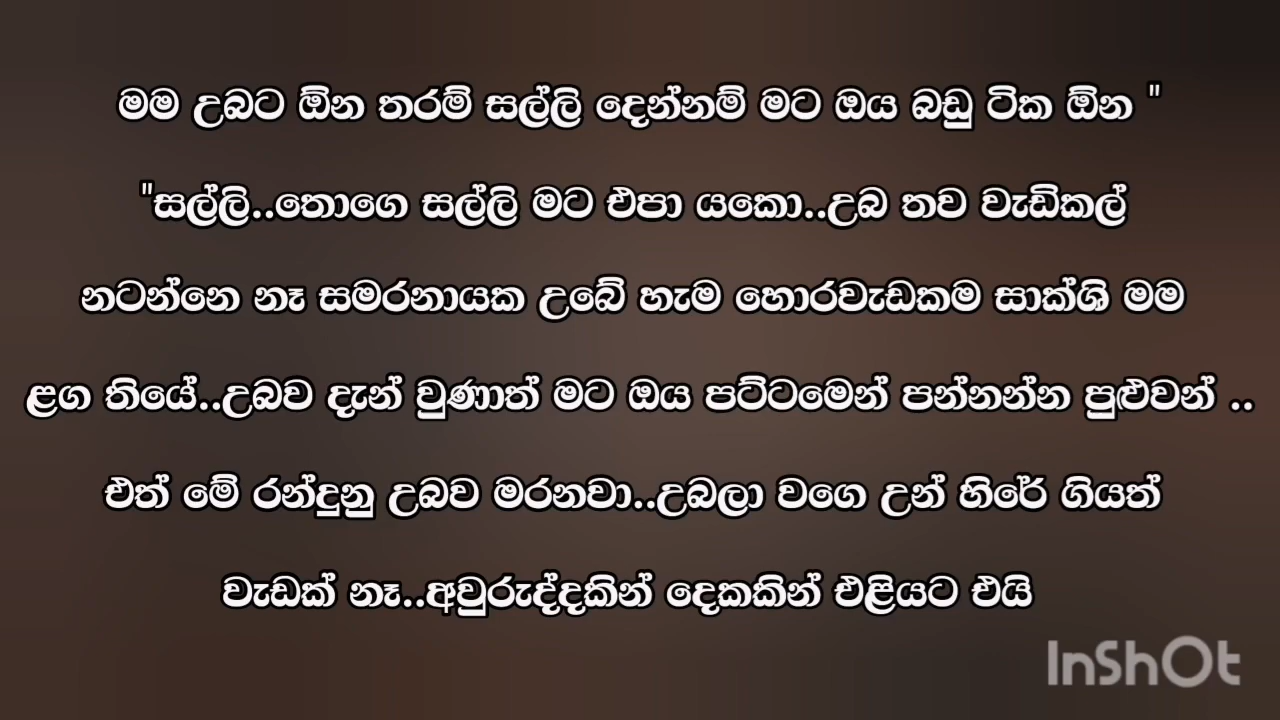 මම උබට ඕන තරම් සල්ලි දෙන්නම් මට ඔය බඩු ටික ඕන "
"සල්ලි..තොගෙ සල්ලි මට එපා යකො..උබ තව වැඩිකල්
නටන්නෙ නෑ සමරනායක උබේ හැම හොරවැඩකම සාක්ශි මම
ළග තියේ..උබව දැන් වුණාත් මට ඔය පට්ටමෙන් පන්නන්න පුළුවන් ..
එත් මේ රන්දුනු උබව මරනවා..උබලා වගෙ උන් හිරේ ගියත්
වැඩක් නෑ..අවුරුද්දකින් දෙකකින් එළියට එයි
InShOt